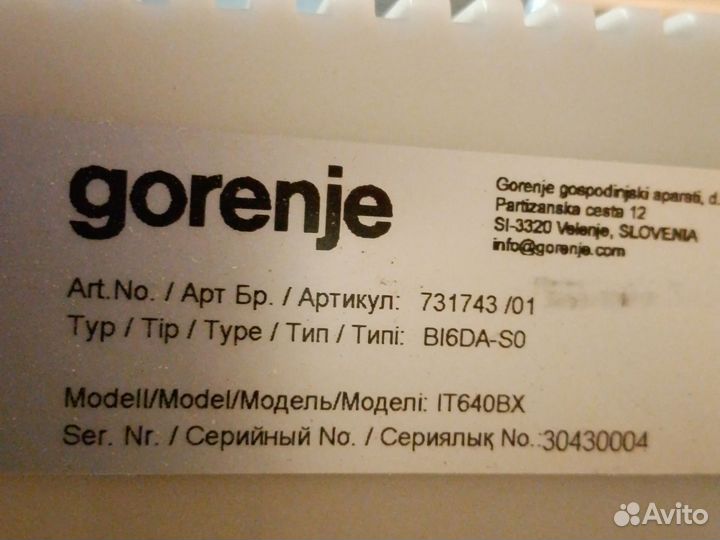 gorenje
Gorenje gospodinjski aparati, d.
Partizanska cesta 12
SI-3320 Velenje, SLOVENIA
info@gorenje.com
Art.No. / Арт Бр. / Артикул: 731743 /01
Typ / Tip / Type / Тип / Типі: BI6DA-S0
Modell/Model/Модель/Моделі: IT640BX
Ser. Nr. / Серийный No. / Сериялық No.:30430004
Avito